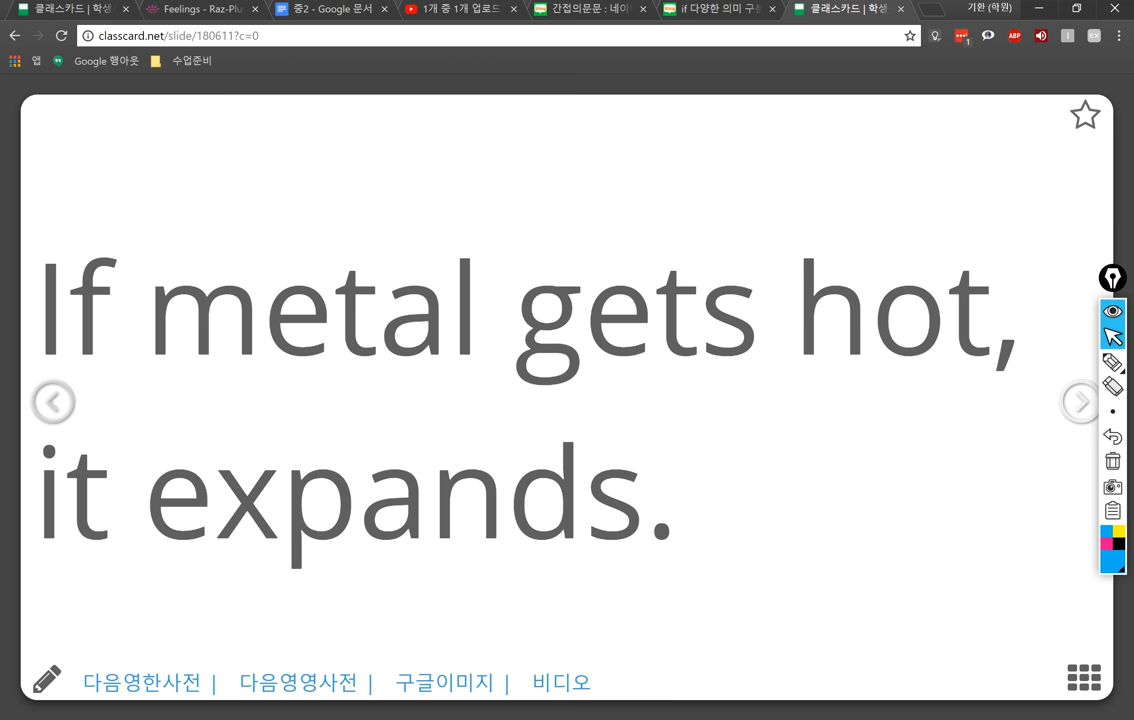 클래스카드 | 학생
Feelings - Raz-Plu
중2 - Google 문서
1개 중 1개 업로드
간접의문문 : 네이
if 다양한 의미 구분
클래스카드 | 학생
기환 (학원)
classcard.net/slide/180611?c=0
1
ABP
앱
Google 행아웃
수업준비
If metal gets hot,
it expands.
다음영한사전 | 다음영영사전 | 구글이미지 | 비디오